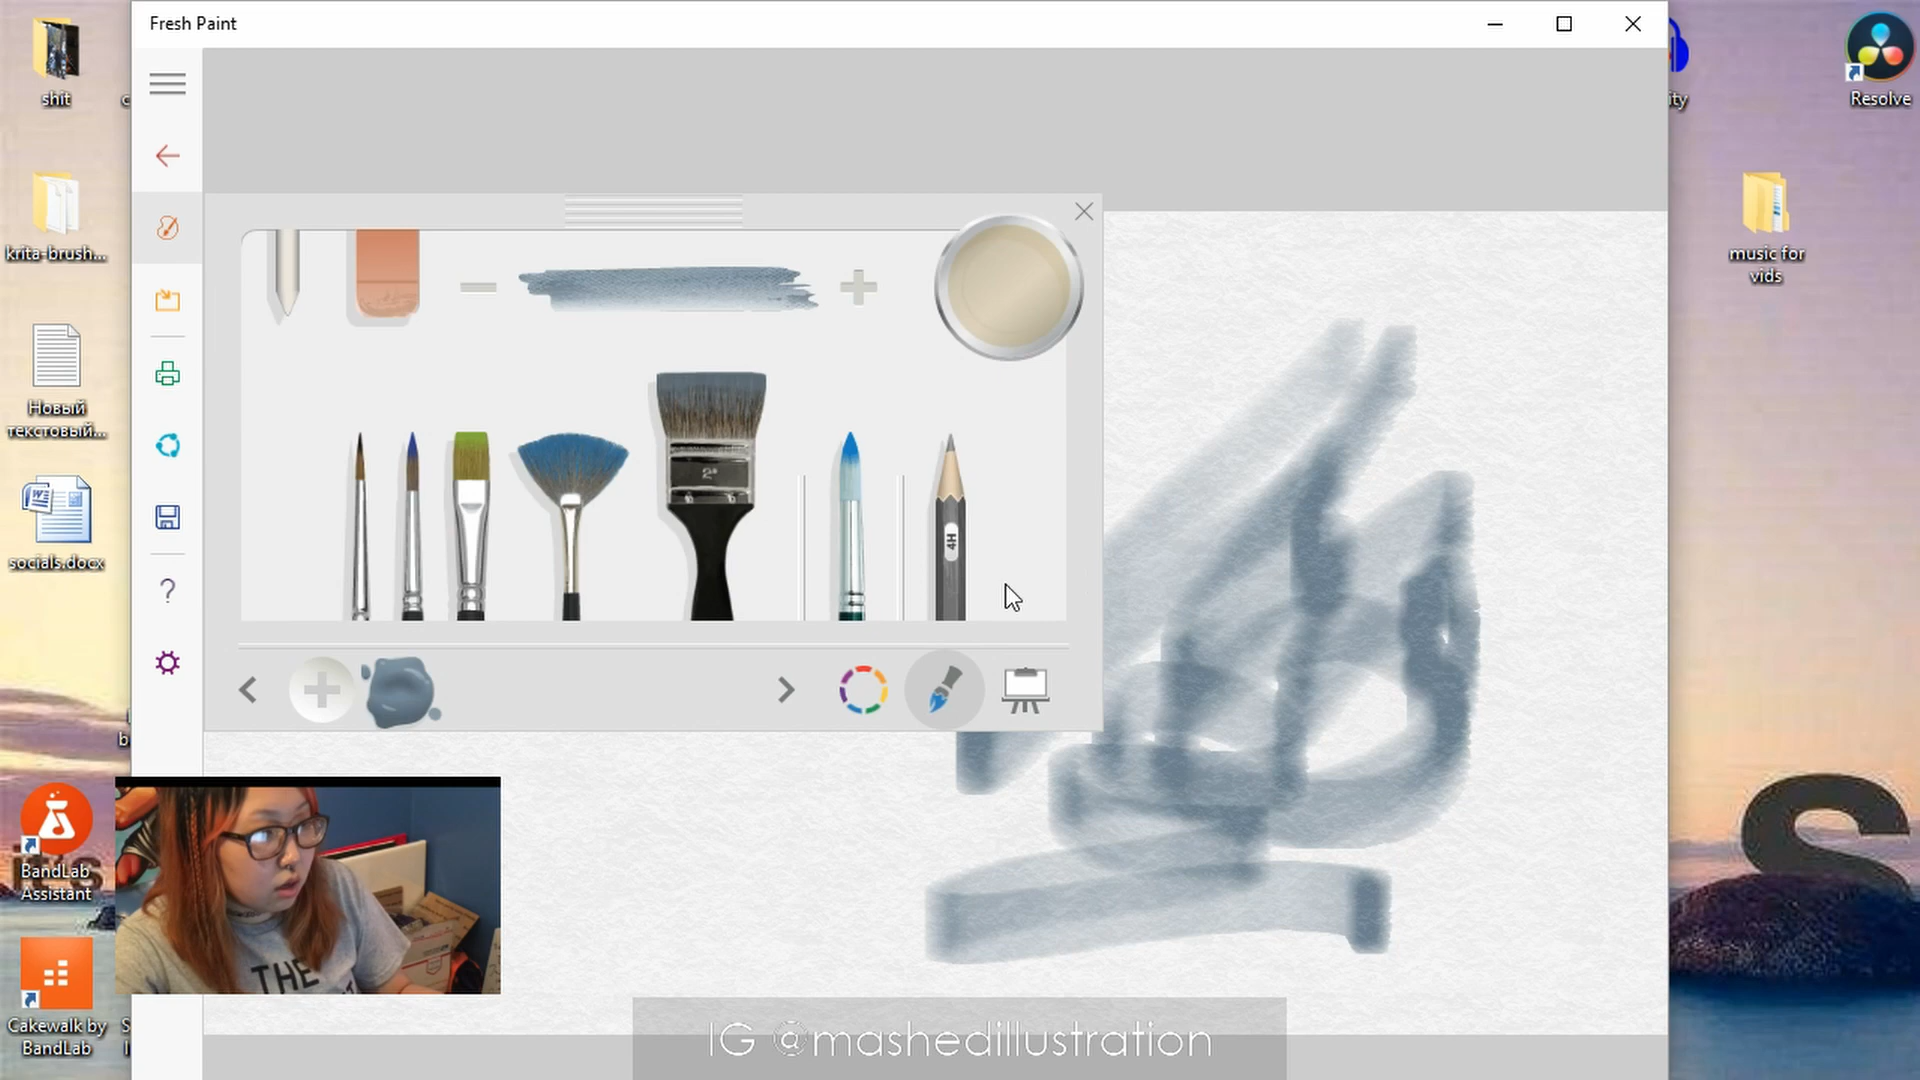 Fresh Paint
shit
Resolve
krita-brush...
music for
vids
Новый
текстовый...
2"
4H
socials.docx
BandLab
Assistant
THE
Cakewalk by
BandLab
IG @mashedillustration
S